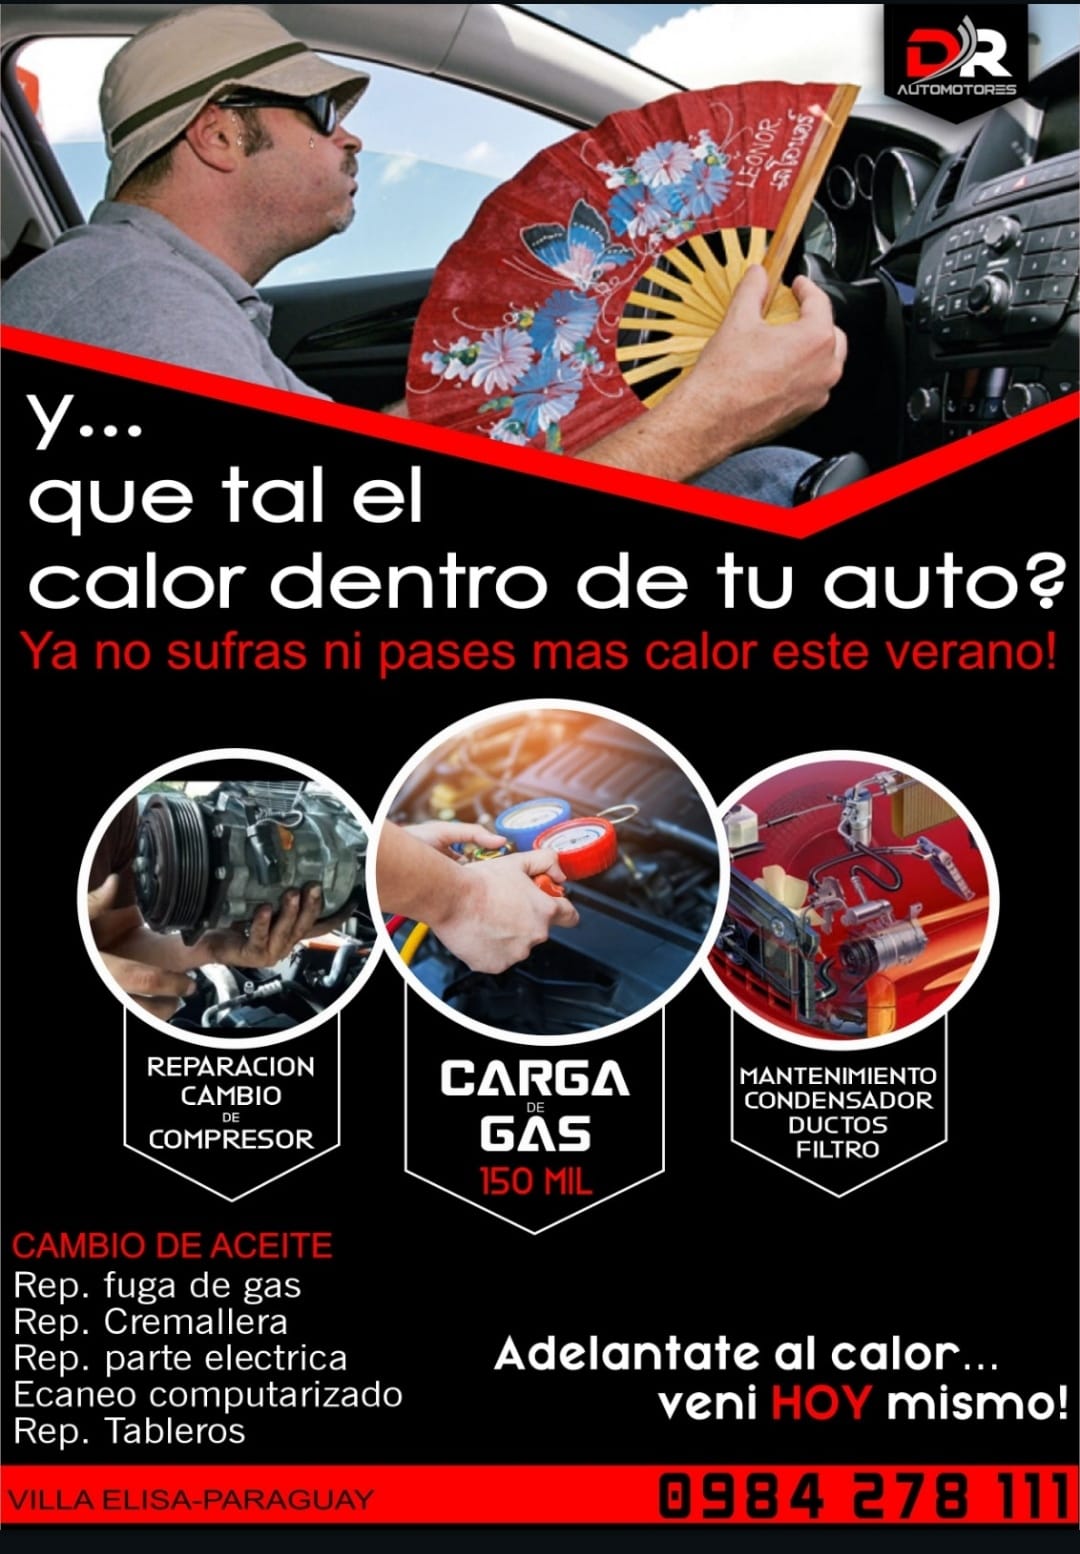 DR
AUTOMOTORES
LEONOR.
Y...
que tal el
calor dentro de tu auto?
Ya no sufras ni pases mas calor este verano!
REPARACION
CAMBIO
DE
COMPRESOR
CARGA
DE
GAS
150 MIL
MANTENIMIENTO
CONDENSADOR
DUCTOS
FILTRO
CAMBIO DE ACEITE
Rep. fuga de gas
Rep. Cremallera
Rep. parte electrica
Ecaneo computarizado
Rep. Tableros
Adelantate al calor...
veni HOY mismo!
VILLA ELISA-PARAGUAY
0984 278 111